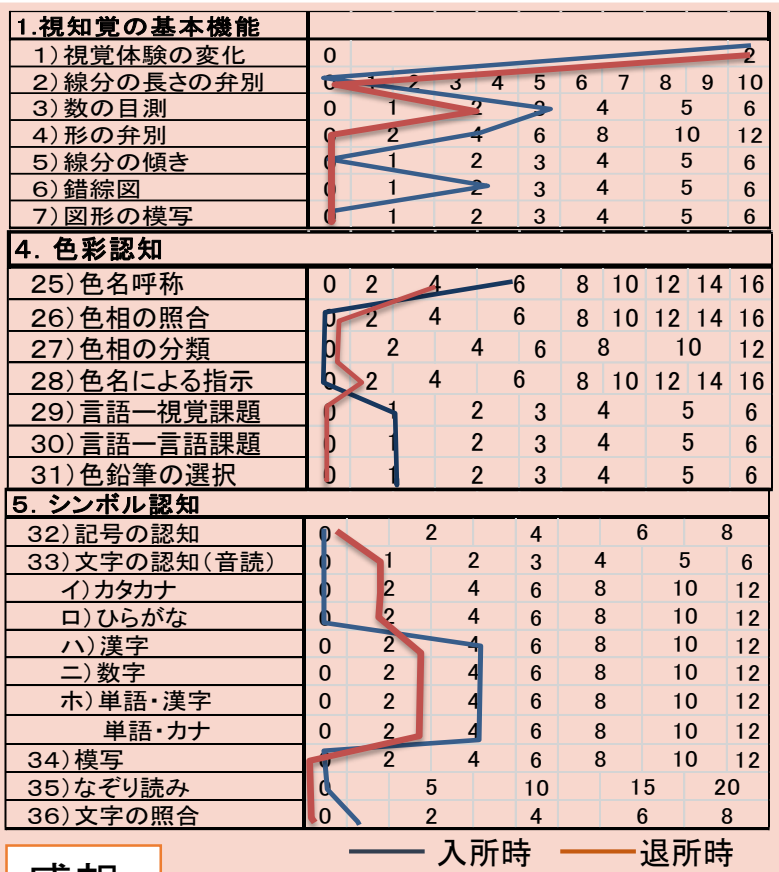 1.視知覚の基本機能
1)視覚体験の変化 0 2
2)線分の長さの弁別 0 1 2 3 4 5 6 7 8 9 10
3)数の目測 0 1 2 3 4 5 6
4)形の弁別 0 2 4 6 8 10 12
5)線分の傾き 0 1 2 3 4 5 6
6)錯綜図 0 1 2 3 4 5 6
7)図形の模写 0 1 2 3 4 5 6
4. 色彩認知
25)色名呼称 0 2 4 6 8 10 12 14 16
26)色相の照合 0 2 4 6 8 10 12 14 16
27)色相の分類 0 2 4 6 8 10 12
28)色名による指示 0 2 4 6 8 10 12 14 16
29)言語ー視覚課題 0 1 2 3 4 5 6
30)言語ー言語課題 0 1 2 3 4 5 6
31)色鉛筆の選択 0 1 2 3 4 5 6
5. シンボル認知
32)記号の認知 0 2 4 6 8
33)文字の認知(音読) 0 1 2 3 4 5 6
イ)カタカナ 0 2 4 6 8 10 12
ロ)ひらがな 0 2 4 6 8 10 12
ハ)漢字 0 2 4 6 8 10 12
ニ)数字 0 2 4 6 8 10 12
ホ)単語・漢字 0 2 4 6 8 10 12
単語・カナ 0 2 4 6 8 10 12
34)模写 0 2 4 6 8 10 12
35)なぞり読み 0 5 10 15 20
36)文字の照合 0 2 4 6 8
入所時 退所時